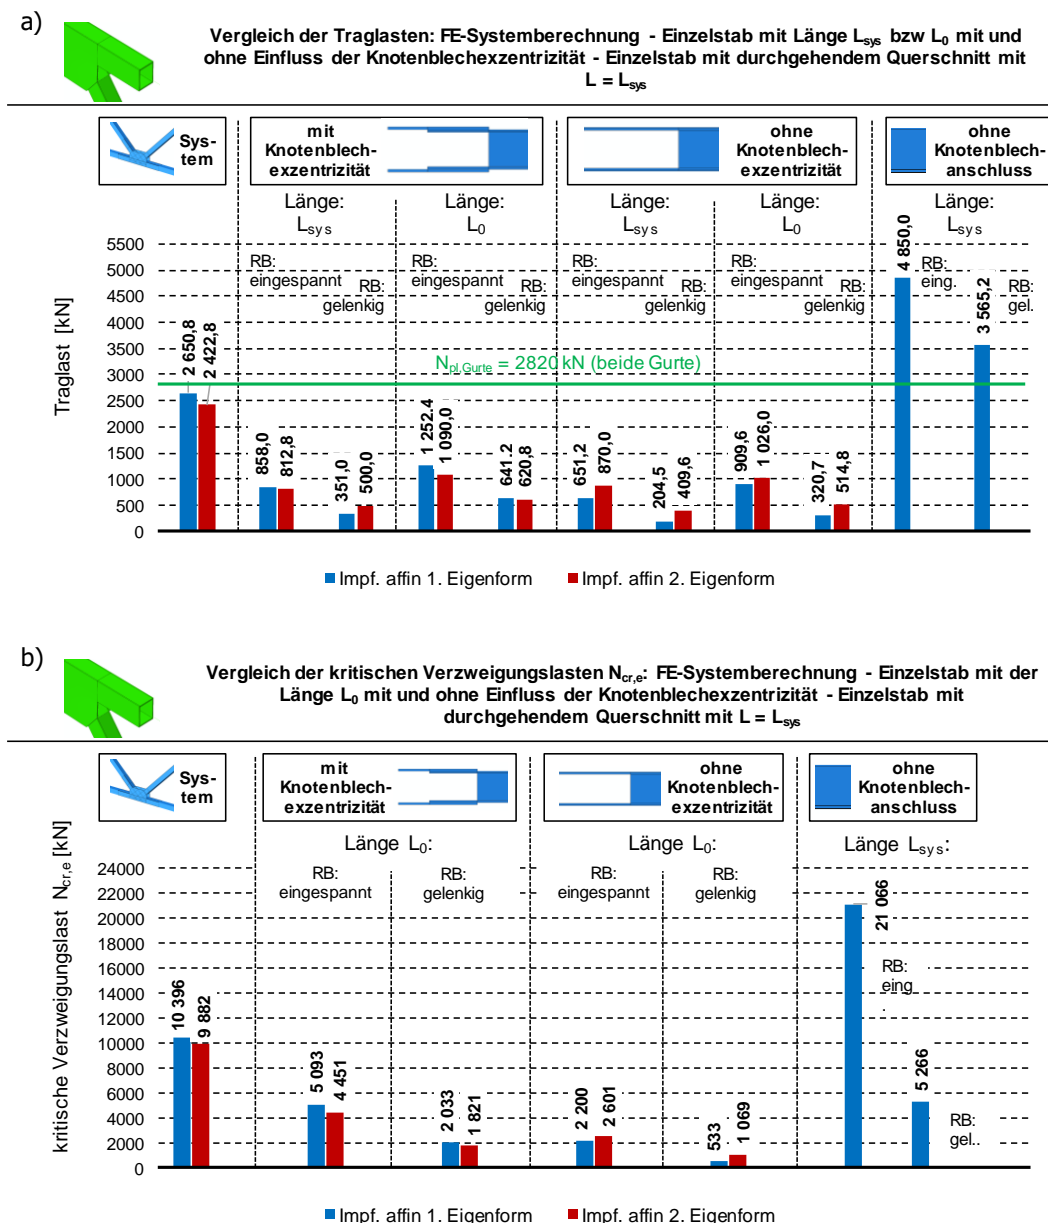 a)
Vergleich der Traglasten: FE-Systemberechnung - Einzelstab mit Länge Lsys bzw L0 mit und
ohne Einfluss der Knotenblechexzentrizität - Einzelstab mit durchgehendem Querschnitt mit
L = Lsys
Sys-
tem
mit
Knotenblech-
exzentrizität
ohne
Knotenblech-
exzentrizität
ohne
Knotenblech-
anschluss
Länge:
Lsys
Länge:
L0
Länge:
Lsys
Länge:
L0
Länge:
Lsys
Traglast [kN]
5500
5000
4500
4000
3500
3000
2500
2000
1500
1000
500
0
RB:
eingespannt
RB:
gelenkig
RB:
eingespannt
RB:
gelenkig
RB:
eingespannt
RB:
gelenkig
RB:
eingespannt
RB:
gelenkig
RB:
eing.
RB:
gel.
Npl,Gurte = 2820 kN (beide Gurte)
2 650,8
2 422,8
858,0
812,8
351,0
500,0
1 252.4
1 090,0
641.2
620,8
651,2
870,0
204,5
409,6
909,6
1 026,0
320,7
514,8
4 850,0
3 565,2
Impf. affin 1. Eigenform
Impf. affin 2. Eigenform
b)
Vergleich der kritischen Verzweigungslasten Ncr,e: FE-Systemberechnung - Einzelstab mit der
Länge L0 mit und ohne Einfluss der Knotenblechexzentrizität - Einzelstab mit
durchgehendem Querschnitt mit L = Lsys
Sys-
tem
mit
Knotenblech-
exzentrizität
ohne
Knotenblech-
exzentrizität
ohne
Knotenblech-
anschluss
Länge L0:
Länge L0:
Länge Lsys:
kritische Verzweigungslast Ncr,e [kN]
24000
22000
20000
18000
16000
14000
12000
10000
8000
6000
4000
2000
0
RB:
eingespannt
RB:
gelenkig
RB:
eingespannt
RB:
gelenkig
RB:
eing
.
RB:
gel..
10 396
9 882
5 093
4 451
2 033
1 821
2 200
2 601
533
1 069
21 066
5 266
Impf. affin 1. Eigenform
Impf. affin 2. Eigenform